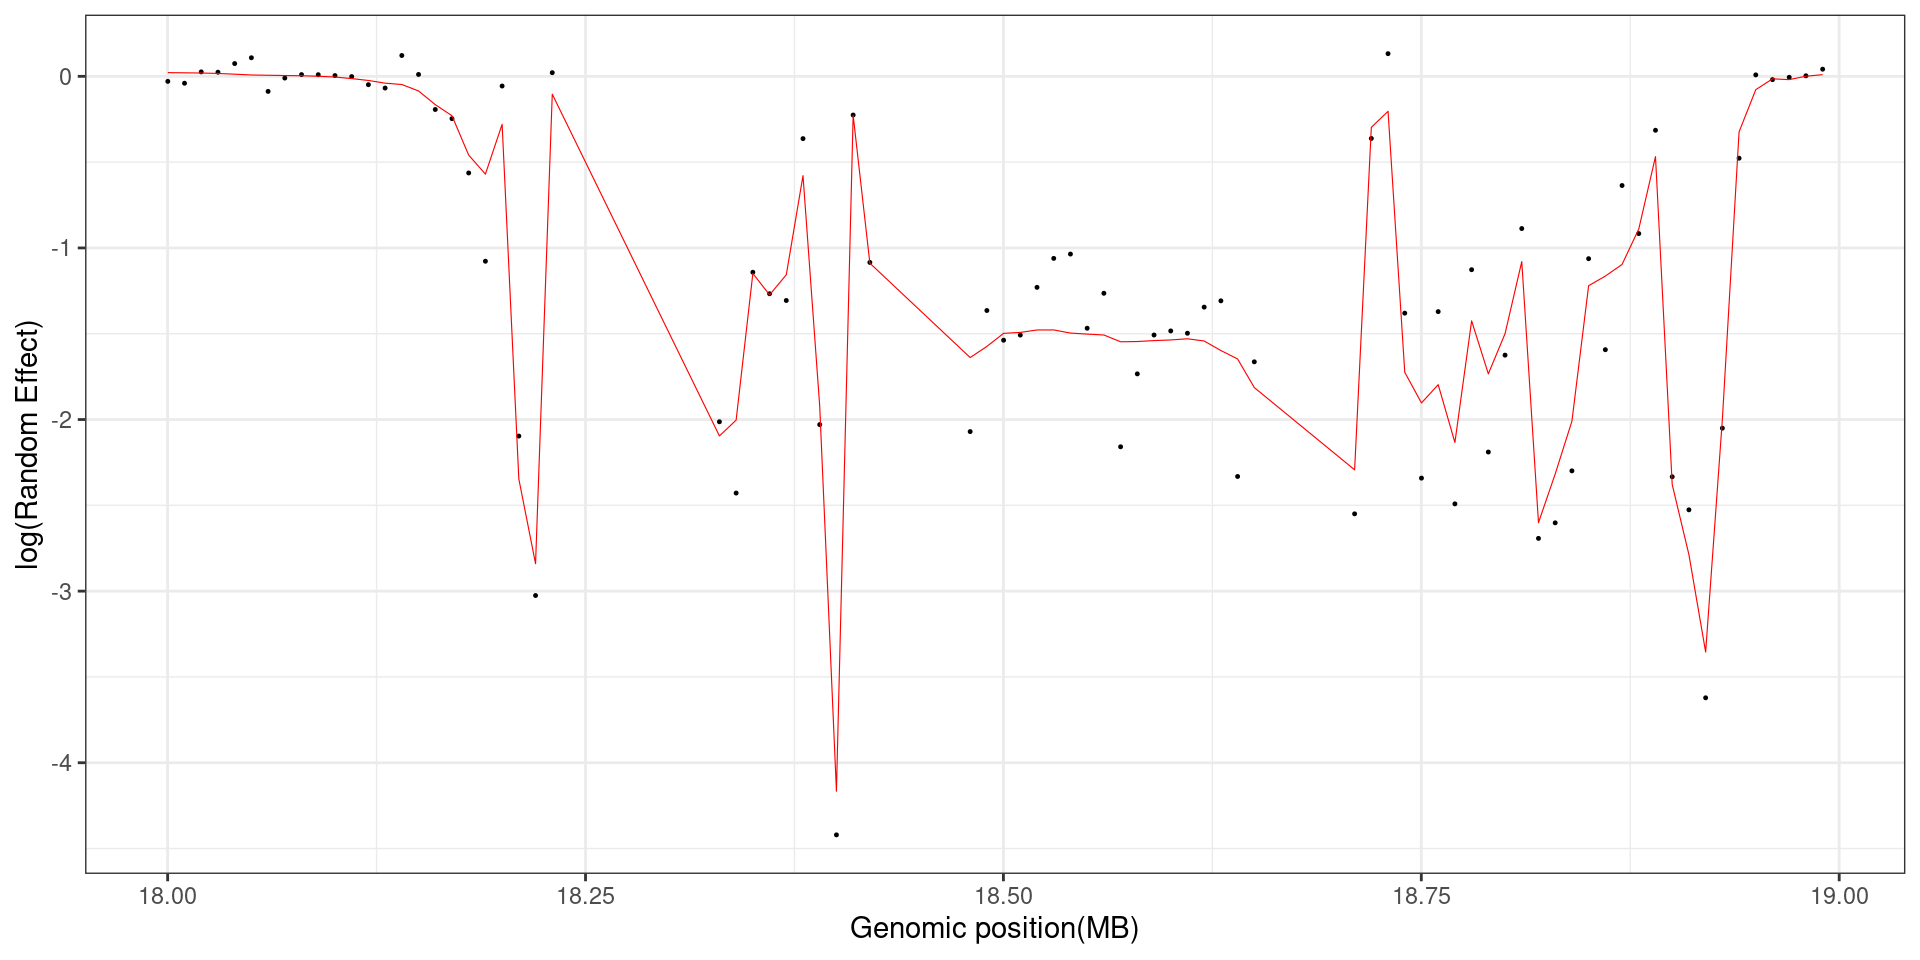 log(Random Effect)
0
-1
-2
-3
-4
18.00 18.25 18.50 18.75 19.00
Genomic position(MB)